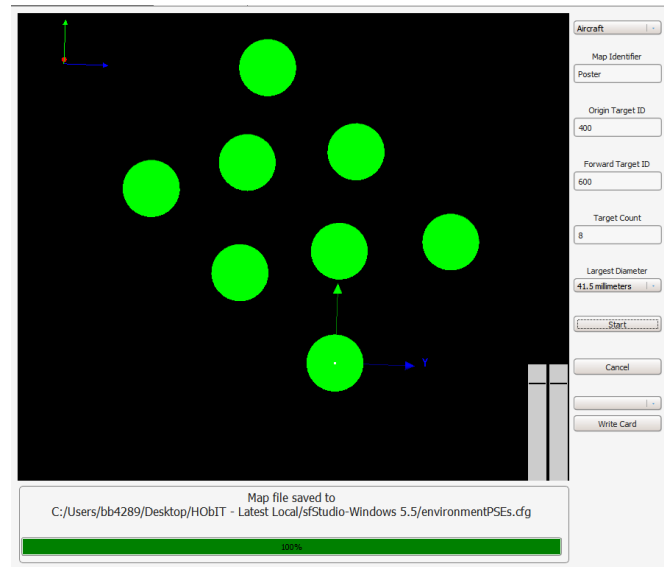 Aircraft
Map Identifier
Poster
Origin Target ID
400
Forward Target ID
600
Target Count
8
Largest Diameter
41.5 millimeters
Start
Cancel
Write Card
Y
Map file saved to
C:/Users/bb4289/Desktop/HObIT - Latest Local/sfStudio-Windows 5.5/environmentPSEs.cfg
100%